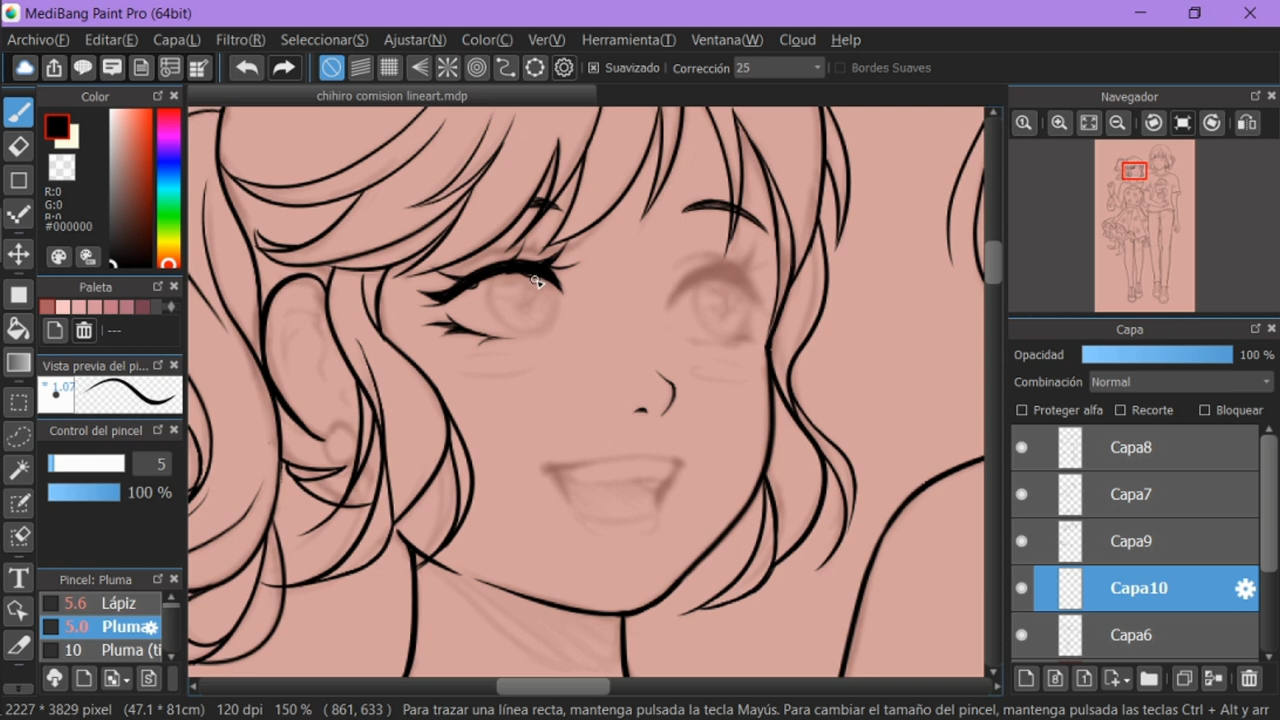 MediBang Paint Pro (64bit)
Archivo(F) Editar(E) Capa(L) Filtro(R) Seleccionar(S) Ajustar(N) Color(C) Ver(V) Herramienta(T) Ventana(W) Cloud Help
Suavizado Corrección 25 Bordes Suaves
chihiro comision lineart.mdp
Color
R:0
G:0
B:0
#000000
Paleta
---
Vista previa del pi...
* 1.07
Control del pincel
5
100 %
Pincel: Pluma
5.6 Lápiz
5.0 Pluma
10 Pluma (ti
T
Navegador
Capa
Opacidad 100 %
Combinación Normal
Proteger alfa Recorte Bloquear
Capa8
Capa7
Capa9
Capa10
Capa6
2227 * 3829 pixel (47.1 * 81cm) 120 dpi 150 % ( 861, 633 ) Para trazar una línea recta, mantenga pulsada la tecla Mayús. Para cambiar el tamaño del pincel, mantenga pulsada las teclas Ctrl + Alt y arr